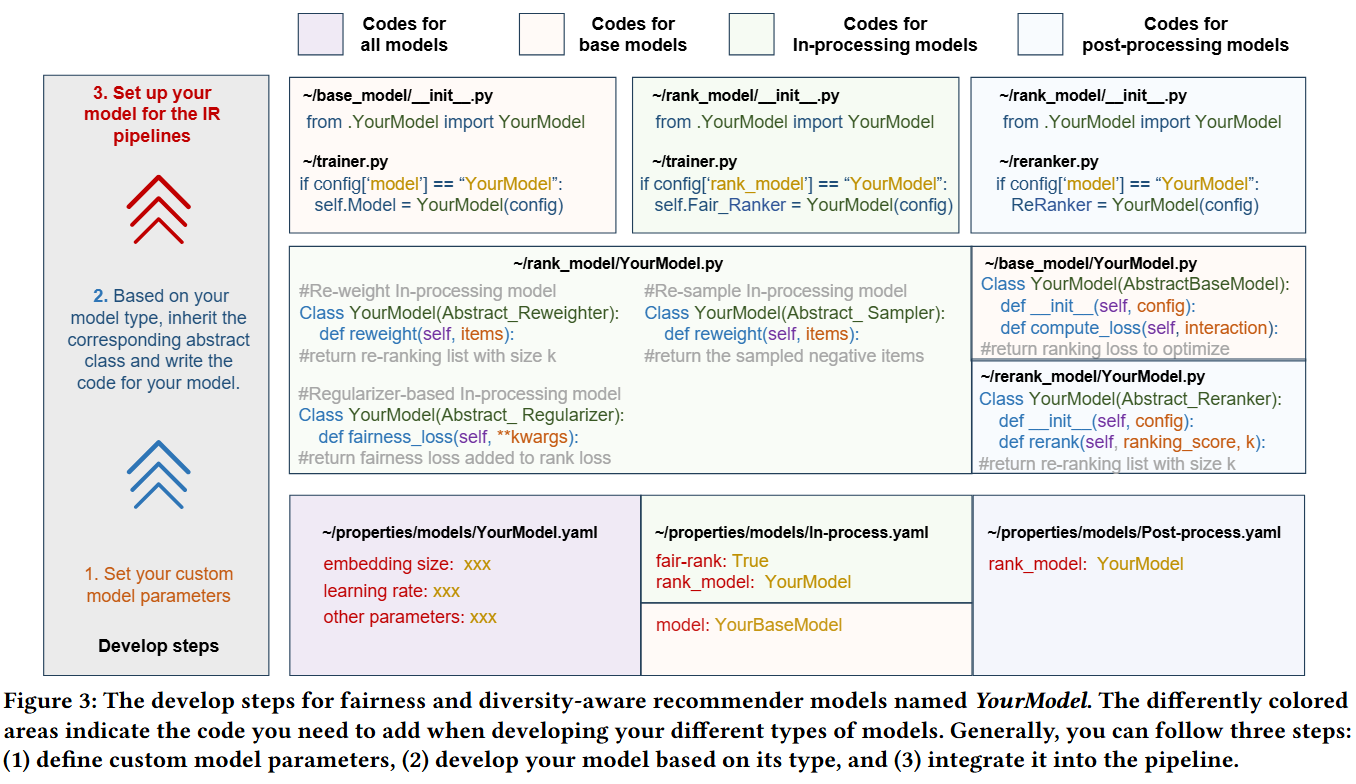 Codes for
all models
Codes for
base models
Codes for
In-processing models
Codes for
post-processing models
3. Set up your
model for the IR
pipelines
2. Based on your
model type, inherit the
corresponding abstract
class and write the
code for your model.
1. Set your custom
model parameters
Develop steps
~/base_model/__init__.py
from .YourModel import YourModel
~/trainer.py
if config[‘model’] == “YourModel”:
self.Model = YourModel(config)
~/rank_model/__init__.py
from .YourModel import YourModel
~/trainer.py
if config[‘rank_model’] == “YourModel”:
self.Fair_Ranker = YourModel(config)
~/rank_model/__init__.py
from .YourModel import YourModel
~/reranker.py
if config[‘model’] == “YourModel”:
ReRanker = YourModel(config)
~/rank_model/YourModel.py
#Re-weight In-processing model
Class YourModel(Abstract_Reweighter):
def reweight(self, items):
#return re-ranking list with size k
#Re-sample In-processing model
Class YourModel(Abstract_ Sampler):
def reweight(self, items):
#return the sampled negative items
#Regularizer-based In-processing model
Class YourModel(Abstract_ Regularizer):
def fairness_loss(self, **kwargs):
#return fairness loss added to rank loss
~/base_model/YourModel.py
Class YourModel(AbstractBaseModel):
def __init__(self, config):
def compute_loss(self, interaction):
#return ranking loss to optimize
~/rerank_model/YourModel.py
Class YourModel(Abstract_Reranker):
def __init__(self, config):
def rerank(self, ranking_score, k):
#return re-ranking list with size k
~/properties/models/YourModel.yaml
embedding size: xxx
learning rate: xxx
other parameters: xxx
~/properties/models/In-process.yaml
fair-rank: True
rank_model: YourModel
model: YourBaseModel
~/properties/models/Post-process.yaml
rank_model: YourModel
Figure 3: The develop steps for fairness and diversity-aware recommender models named YourModel. The differently colored
areas indicate the code you need to add when developing your different types of models. Generally, you can follow three steps:
(1) define custom model parameters, (2) develop your model based on its type, and (3) integrate it into the pipeline.